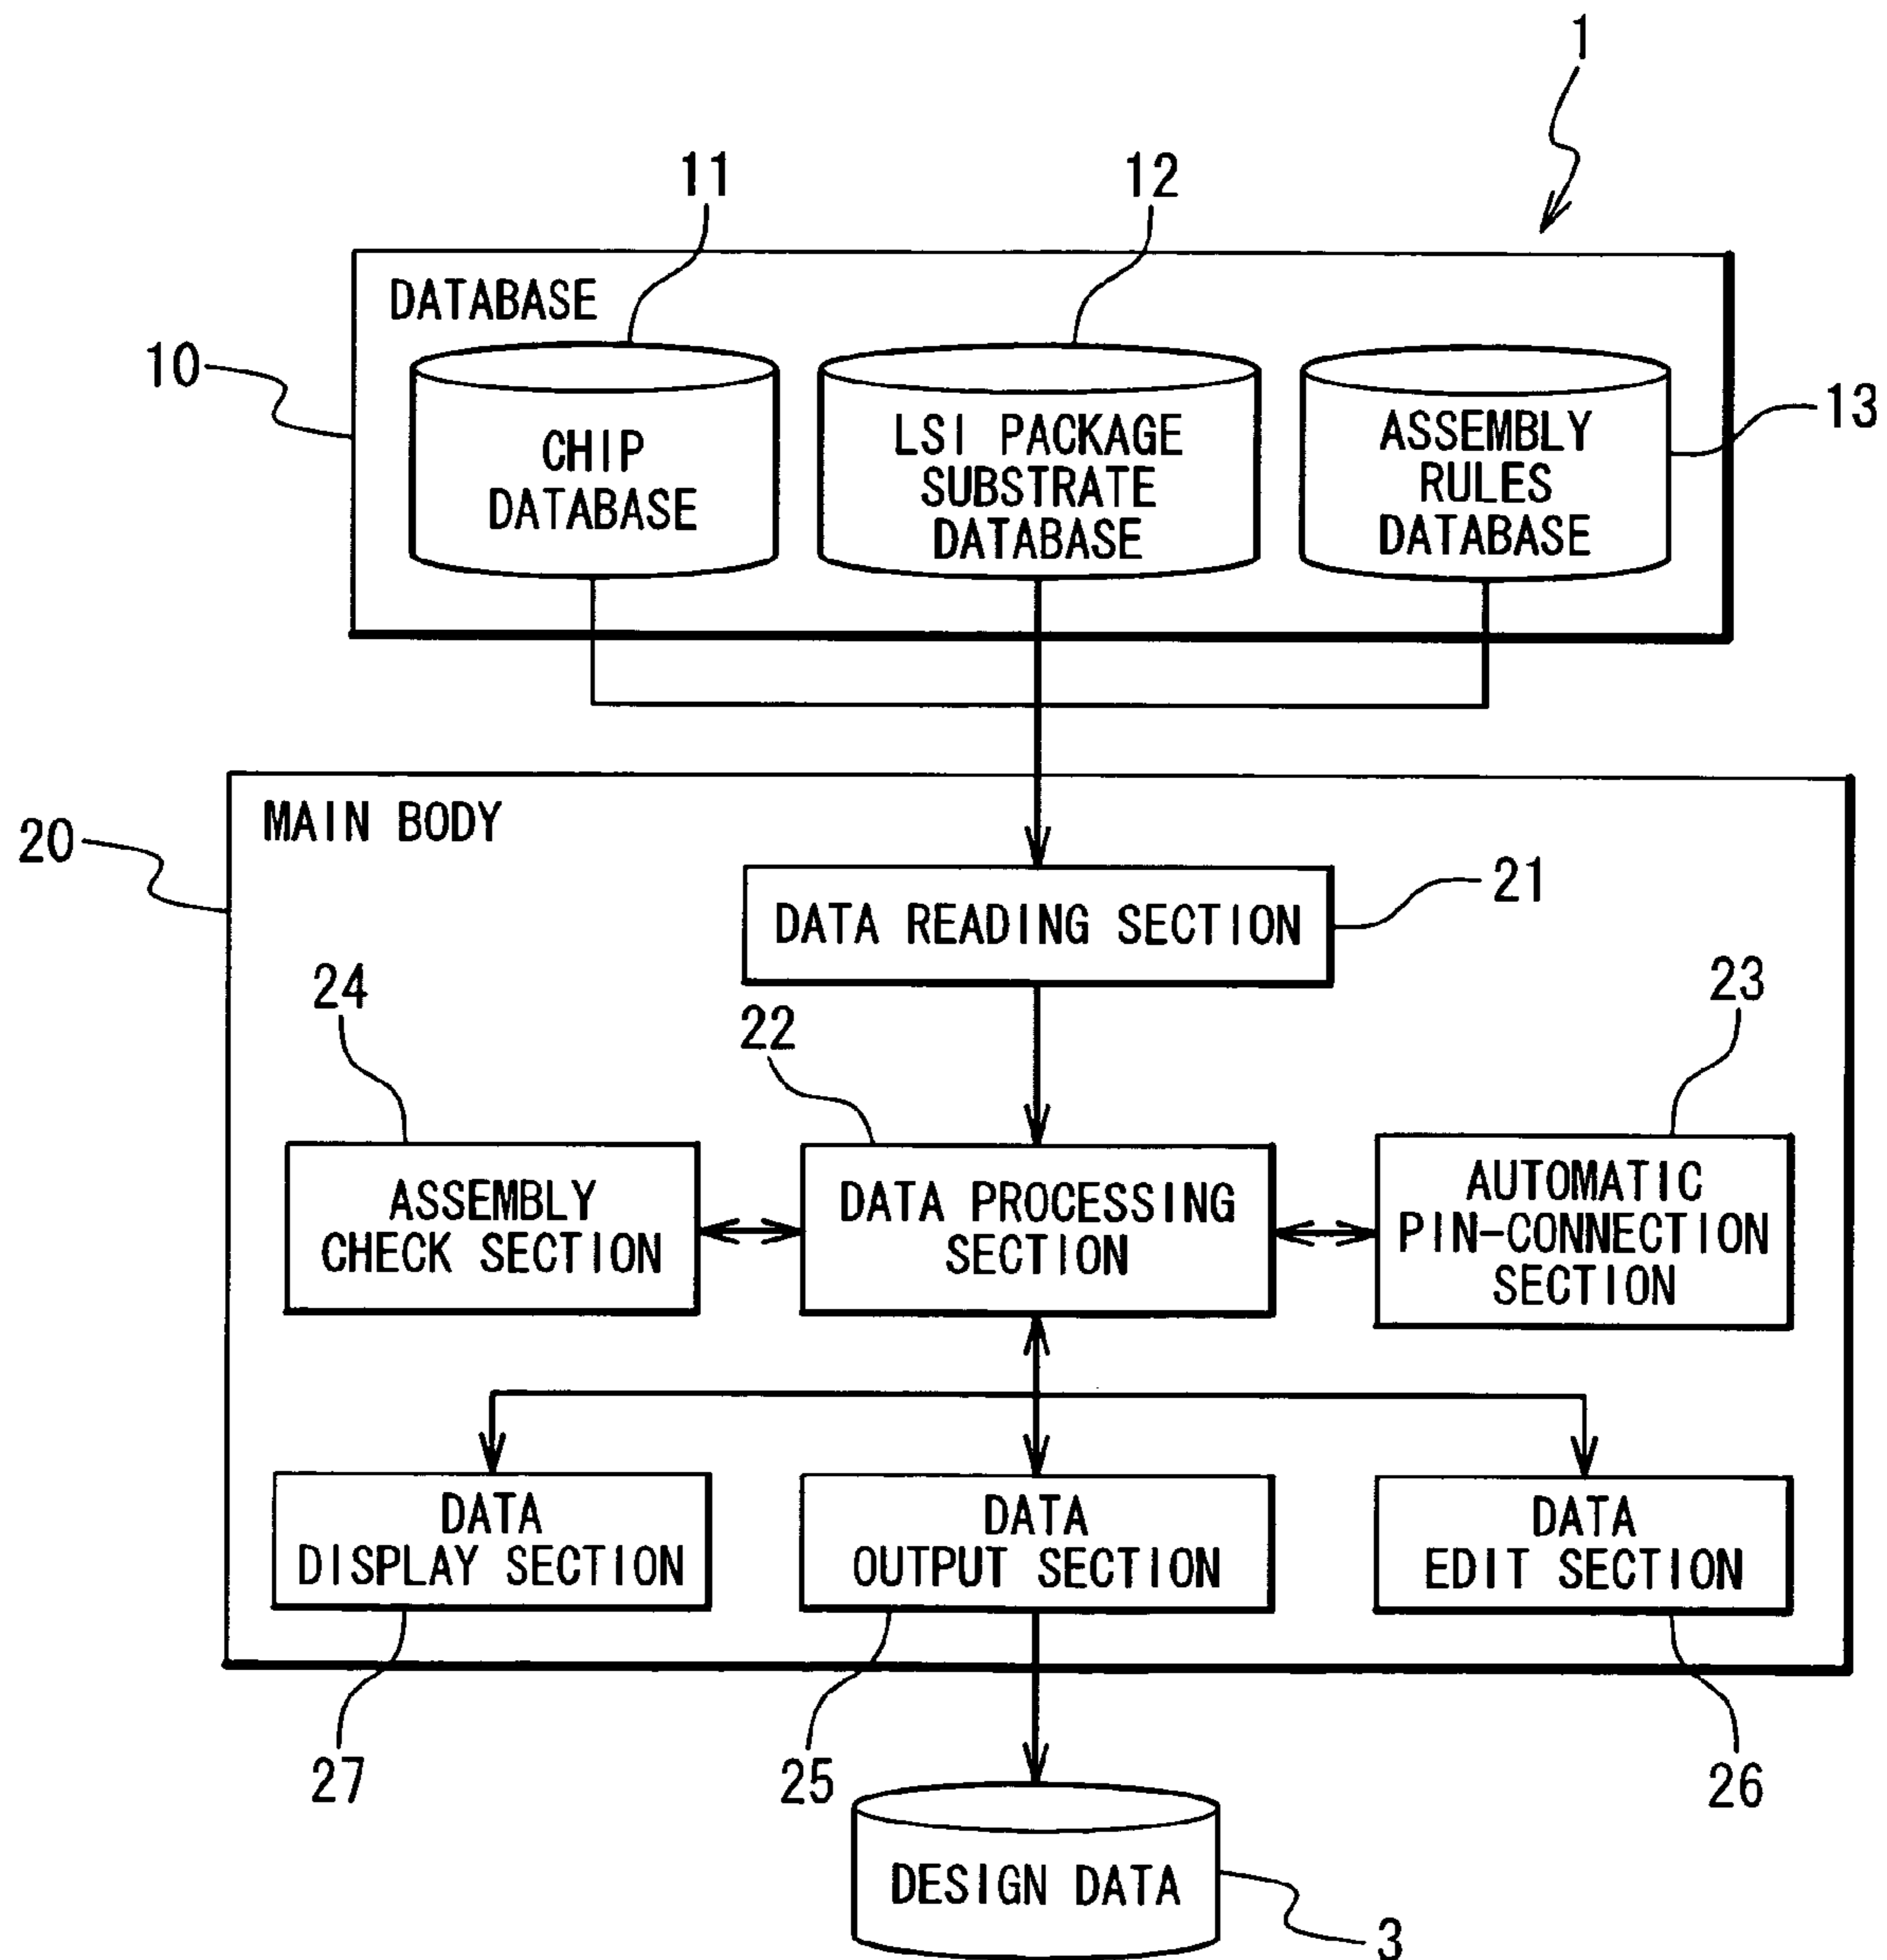 1
11
12
DATABASE
10
CHIP
DATABASE
LSI PACKAGE
SUBSTRATE
DATABASE
ASSEMBLY
RULES
DATABASE
13
MAIN BODY
20
DATA READING SECTION
21
24
22
23
ASSEMBLY
CHECK SECTION
DATA PROCESSING
SECTION
AUTOMATIC
PIN-CONNECTION
SECTION
DATA
DISPLAY SECTION
DATA
OUTPUT SECTION
DATA
EDIT SECTION
27
25
26
DESIGN DATA
3